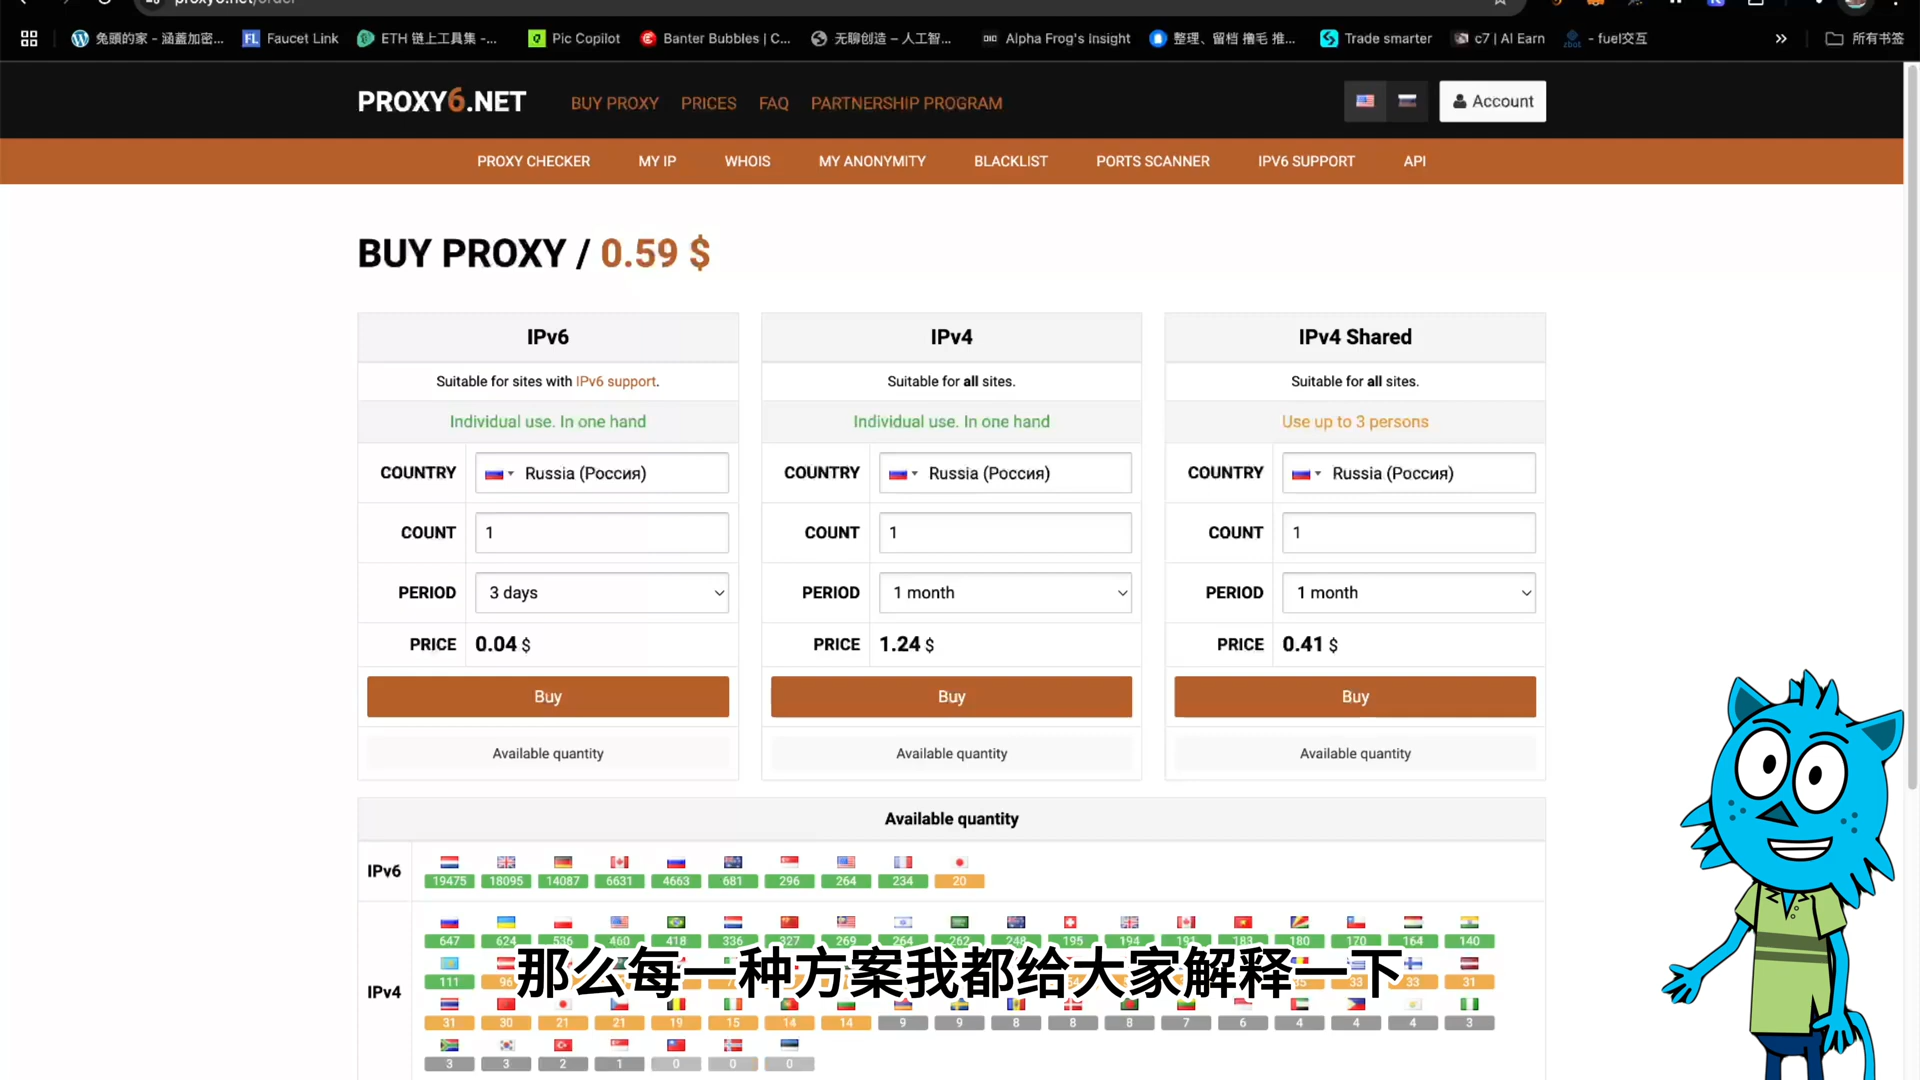 兔頭的家 – 涵蓋加密... FL Faucet Link ETH 链上工具集 -... Pic Copilot Banter Bubbles | C... 无聊创造 – 人工智... Alpha Frog's Insight 整理、留档 撸毛 推... Trade smarter c7 | AI Earn - fuel交互 » 所有书签
PROXY6.NET BUY PROXY PRICES FAQ PARTNERSHIP PROGRAM Account
PROXY CHECKER MY IP WHOIS MY ANONYMITY BLACKLIST PORTS SCANNER IPV6 SUPPORT API
BUY PROXY / 0.59 $
IPv6 IPv4 IPv4 Shared
Suitable for sites with IPv6 support. Suitable for all sites. Suitable for all sites.
Individual use. In one hand Individual use. In one hand Use up to 3 persons
COUNTRY Russia (Россия) COUNTRY Russia (Россия) COUNTRY Russia (Россия)
COUNT 1 COUNT 1 COUNT 1
PERIOD 3 days PERIOD 1 month PERIOD 1 month
PRICE 0.04 $ PRICE 1.24 $ PRICE 0.41 $
Buy Buy Buy
Available quantity Available quantity Available quantity
Available quantity
IPv6 19475 18095 14087 6631 4663 681 296 264 234 20
647 624 536 460 418 336 327 269 264 262 248 195 194 191 183 180 170 164 140
IPv4 111 33 33 31
那么每一种方案我都给大家解释一下
31 30 21 21 19 15 14 14 9 9 8 8 8 7 6 4 4 4 3
3 3 2 1 0 0 0